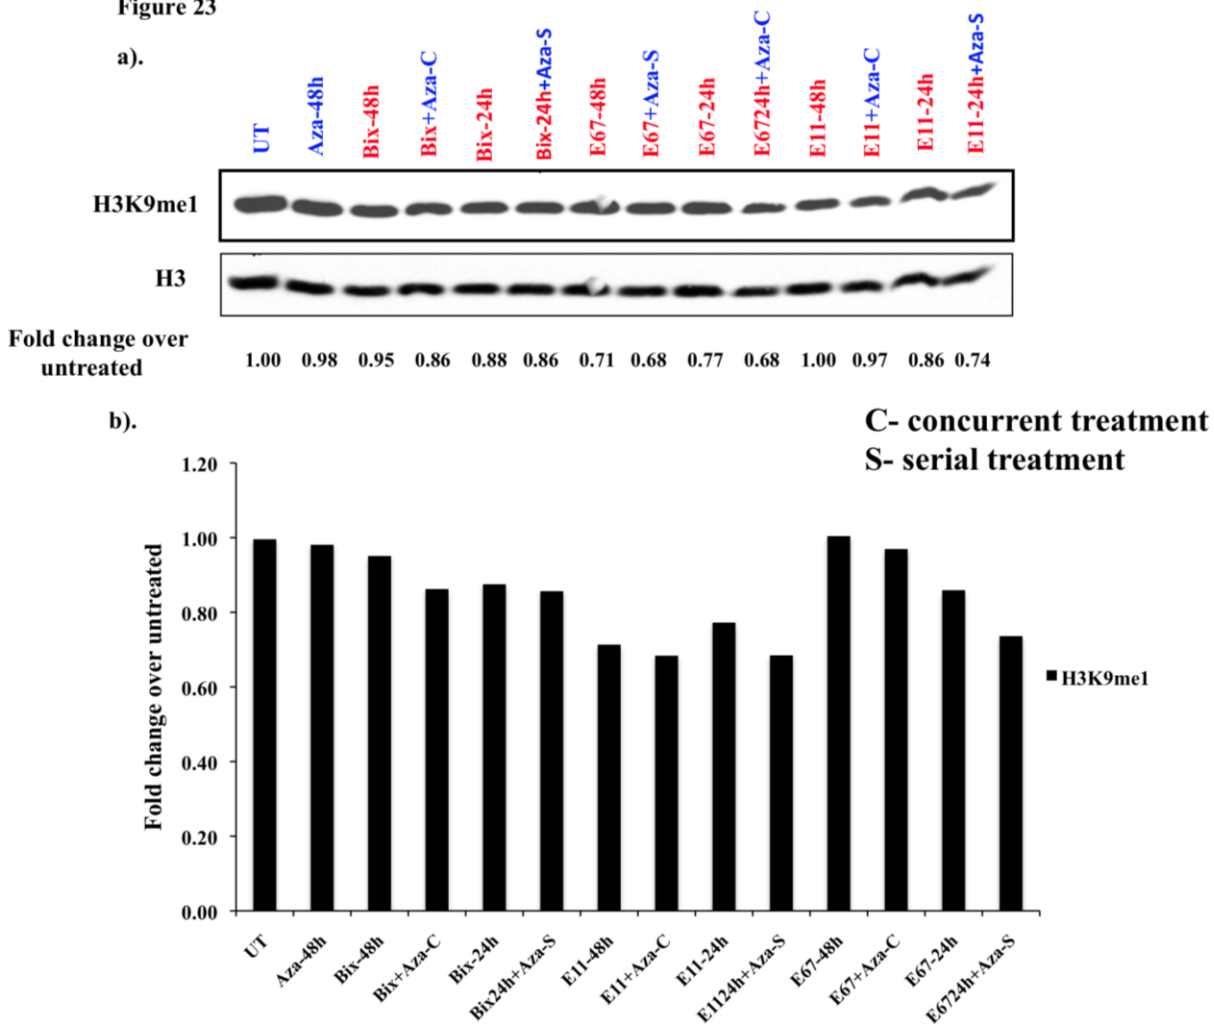 Figure 23
a).
UT
Aza-48h
Bix-48h
Bix+Aza-C
Bix-24h
Bix-24h+Aza-S
E67-48h
E67+Aza-S
E67-24h
E6724h+Aza-C
E11-48h
E11+Aza-C
E11-24h
E11-24h+Aza-S
H3K9me1
H3
Fold change over
untreated
1.00 0.98 0.95 0.86 0.88 0.86 0.71 0.68 0.77 0.68 1.00 0.97 0.86 0.74
b).
C- concurrent treatment
S- serial treatment
Fold change over untreated
1.20
1.00
0.80
0.60
0.40
0.20
0.00
H3K9me1
UT
Aza-48h
Bix-48h
Bix+Aza-C
Bix-24h
Bix24h+Aza-S
E11-48h
E11+Aza-C
E11-24h
E1124h+Aza-S
E67-48h
E67+Aza-C
E67-24h
E6724h+Aza-S